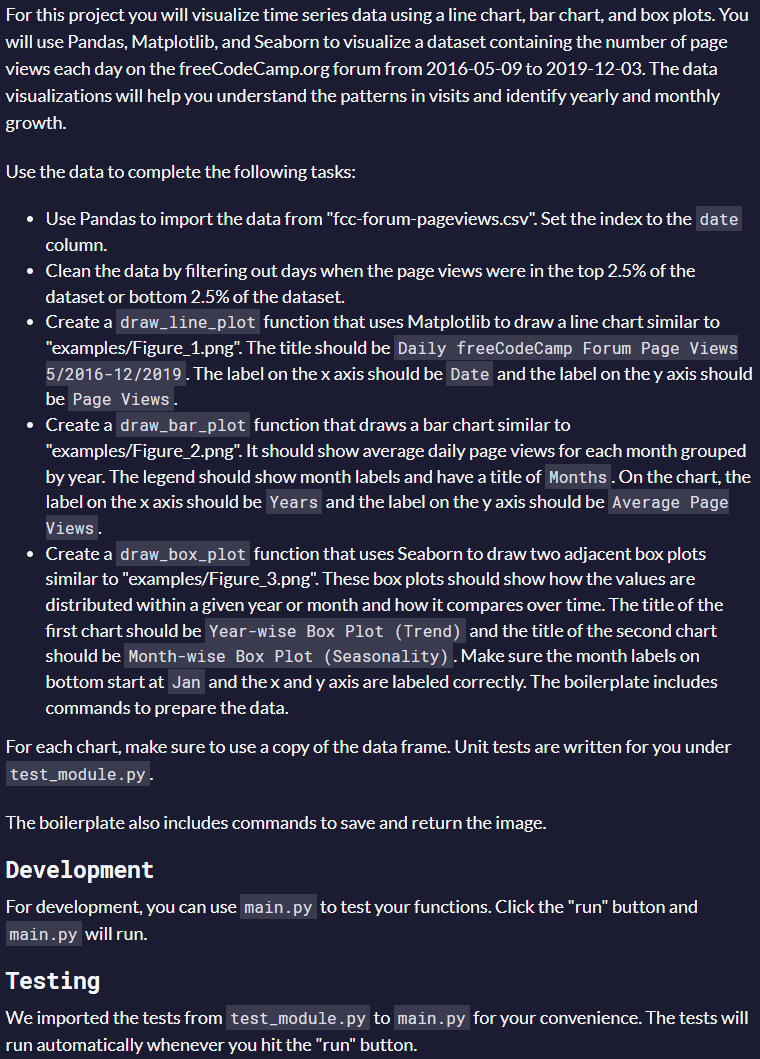 For this project you will visualize time series data using a line chart, bar chart, and box plots. You
will use Pandas, Matplotlib, and Seaborn to visualize a dataset containing the number of page
views each day on the freeCodeCamp.org forum from 2016-05-09 to 2019-12-03. The data
visualizations will help you understand the patterns in visits and identify yearly and monthly
growth.
Use the data to complete the following tasks:
• Use Pandas to import the data from "fcc-forum-pageviews.csv". Set the index to the date
column.
• Clean the data by filtering out days when the page views were in the top 2.5% of the
dataset or bottom 2.5% of the dataset.
• Create a draw_line_plot function that uses Matplotlib to draw a line chart similar to
"examples/Figure_1.png". The title should be Daily freeCodeCamp Forum Page Views
5/2016-12/2019. The label on the x axis should be Date and the label on the y axis should
be Page Views.
• Create a draw_bar_plot function that draws a bar chart similar to
"examples/Figure_2.png". It should show average daily page views for each month grouped
by year. The legend should show month labels and have a title of Months. On the chart, the
label on the x axis should be Years and the label on the y axis should be Average Page
Views.
• Create a draw_box_plot function that uses Seaborn to draw two adjacent box plots
similar to "examples/Figure_3.png". These box plots should show how the values are
distributed within a given year or month and how it compares over time. The title of the
first chart should be Year-wise Box Plot (Trend) and the title of the second chart
should be Month-wise Box Plot (Seasonality). Make sure the month labels on
bottom start at Jan and the x and y axis are labeled correctly. The boilerplate includes
commands to prepare the data.
For each chart, make sure to use a copy of the data frame. Unit tests are written for you under
test_module.py.
The boilerplate also includes commands to save and return the image.
Development
For development, you can use main.py to test your functions. Click the "run" button and
main.py will run.
Testing
We imported the tests from test_module.py to main.py for your convenience. The tests will
run automatically whenever you hit the "run" button.